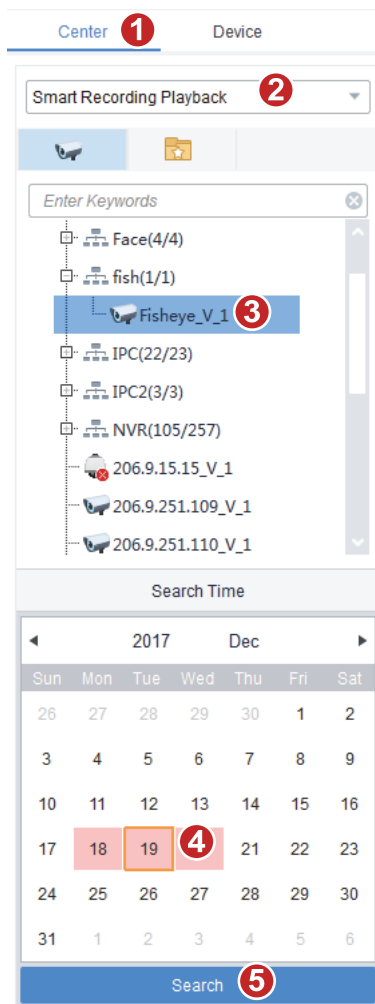 Center 1 Device
Smart Recording Playback 2
Enter Keywords
Face(4/4)
fish(1/1)
Fisheye_V_1 3
IPC(22/23)
IPC2(3/3)
NVR(105/257)
206.9.15.15_V_1
206.9.251.109_V_1
206.9.251.110_V_1
Search Time
2017 Dec
Sun Mon Tue Wed Thu Fri Sat
26 27 28 29 30 1 2
3 4 5 6 7 8 9
10 11 12 13 14 15 16
17 18 19 4 21 22 23
24 25 26 27 28 29 30
31 1 2 3 4 5 6
Search 5